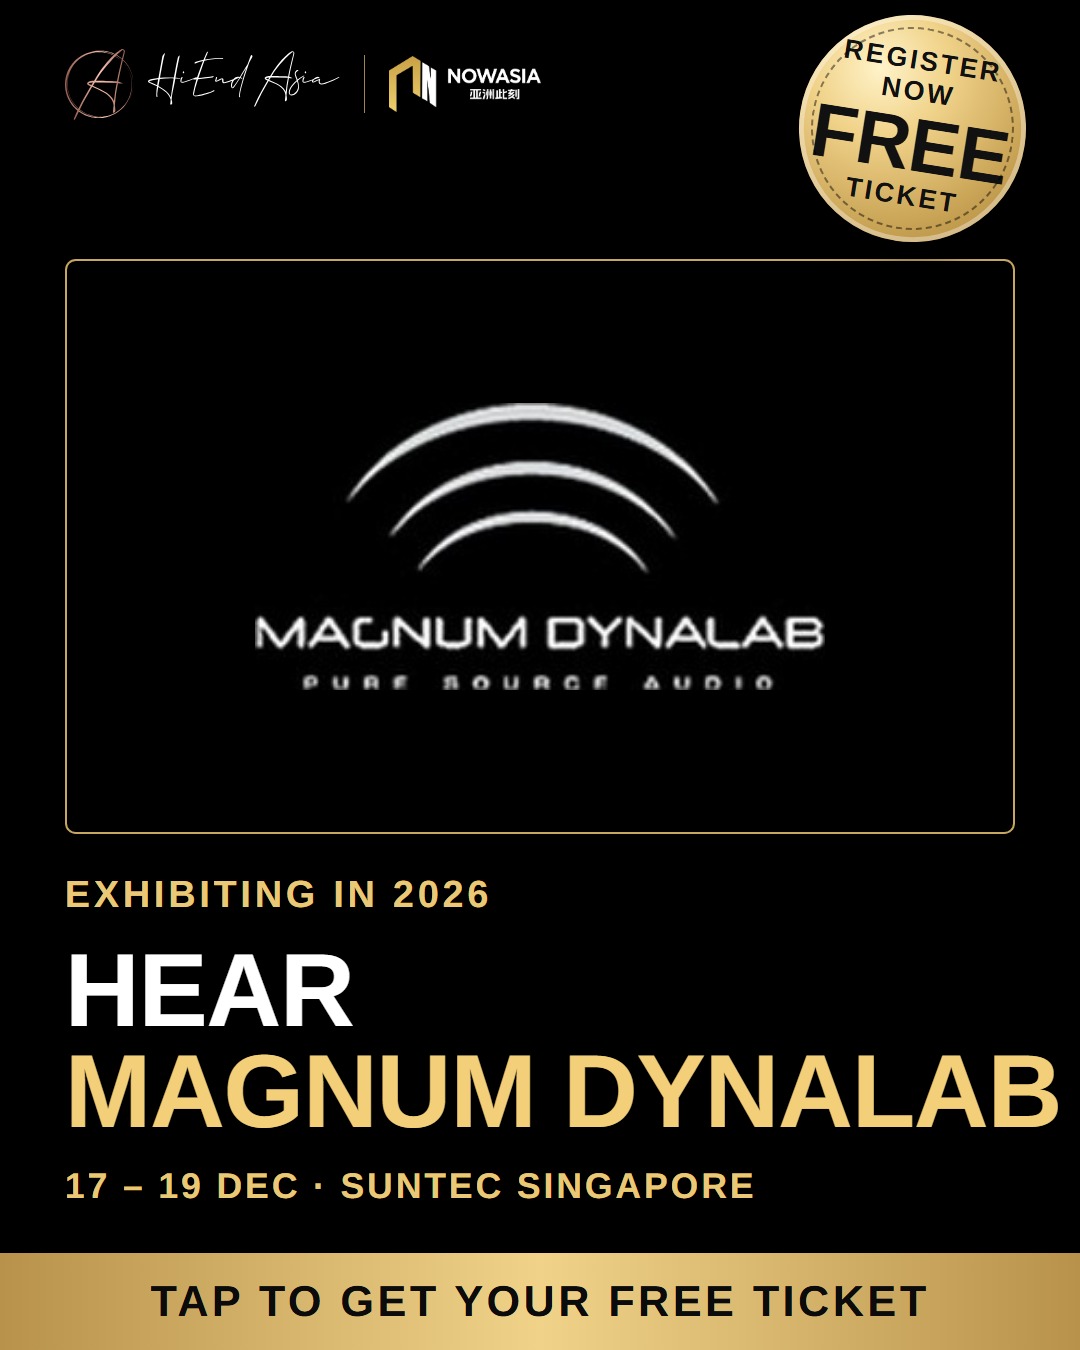 HiEnd Asia
NOWASIA
亚洲此刻
REGISTER
NOW
FREE
TICKET
MAGNUM DYNALAB
PURE SOURCE AUDIO
EXHIBITING IN 2026
HEAR
MAGNUM DYNALAB
17 – 19 DEC · SUNTEC SINGAPORE
TAP TO GET YOUR FREE TICKET